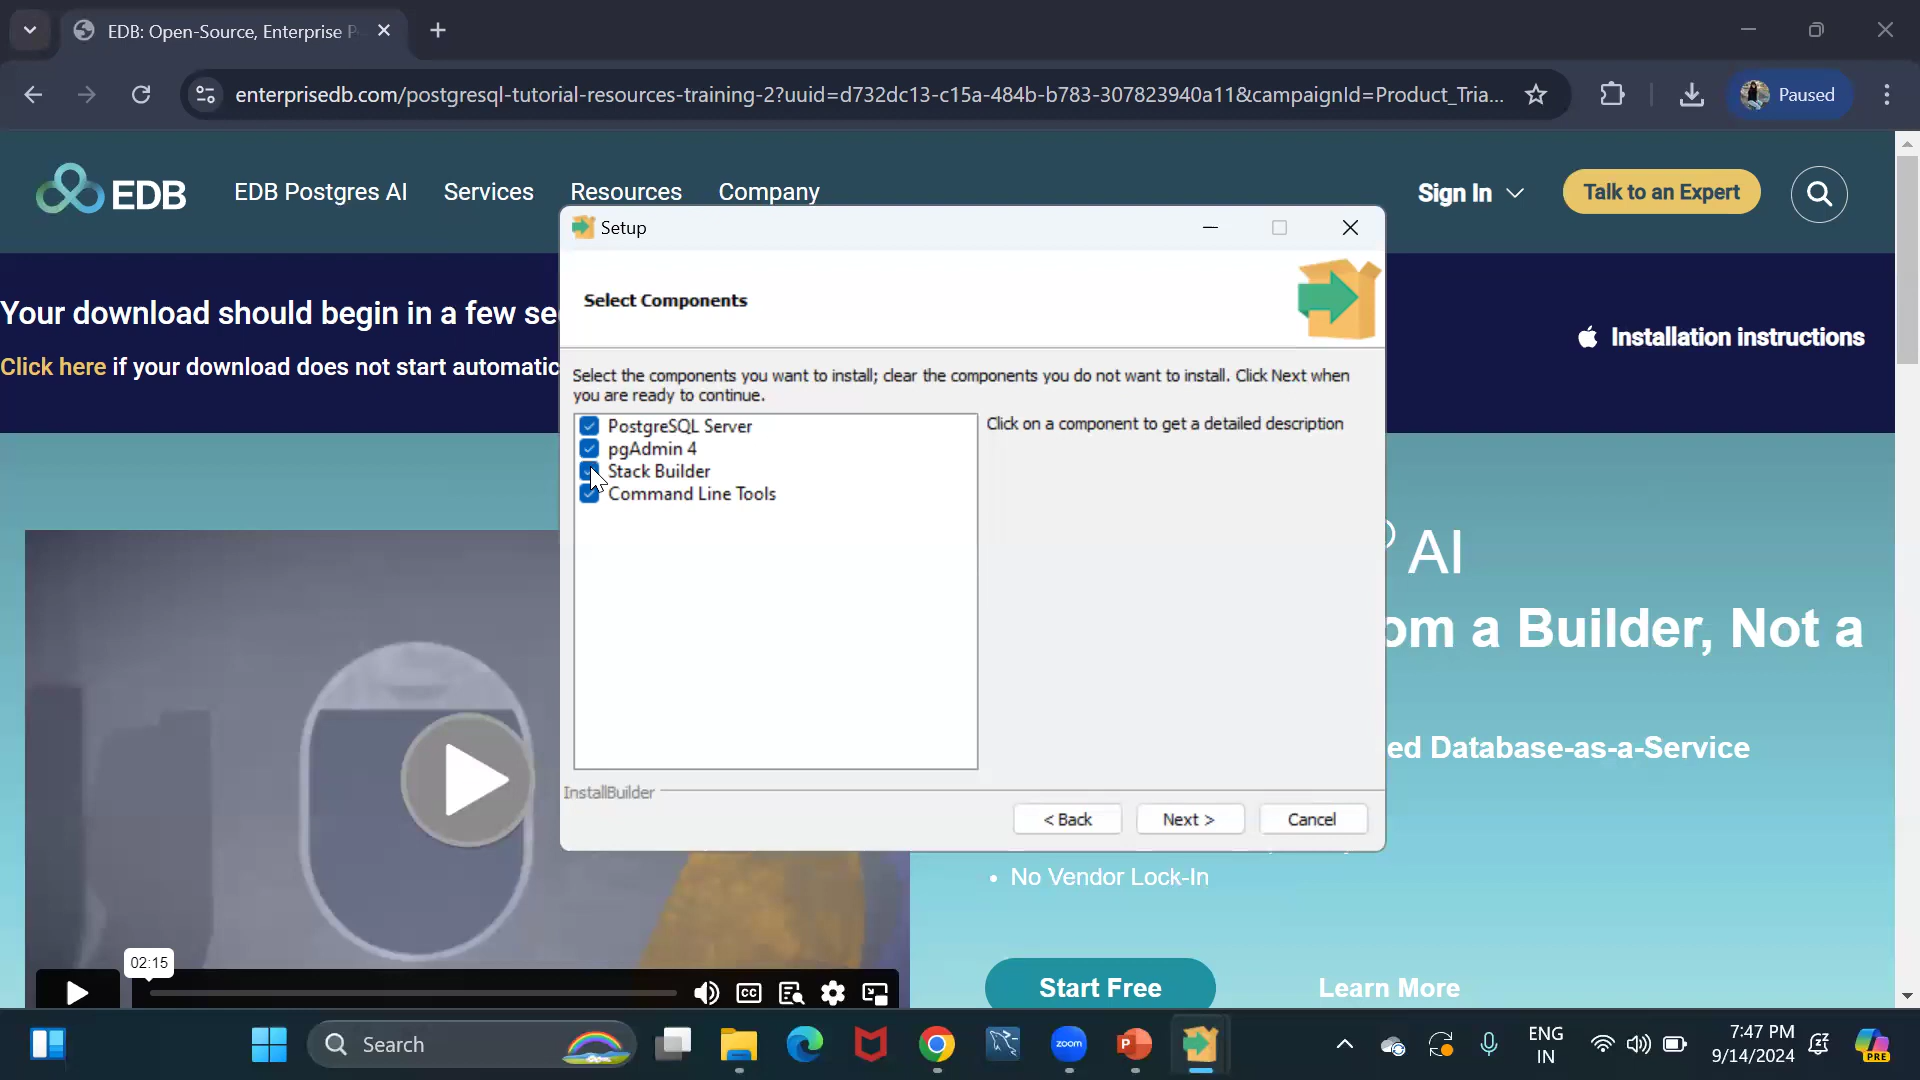 EDB: Open-Source, Enterprise P
enterprisedb.com/postgresql-tutorial-resources-training-2?uuid=d732dc13-c15a-484b-b783-307823940a11&campaignId=Product_Tria...
Paused
EDB
EDB Postgres AI
Services
Resources
Company
Sign In
Talk to an Expert
Your download should begin in a few se
Click here if your download does not start automatic
Installation instructions
Setup
Select Components
Select the components you want to install; clear the components you do not want to install. Click Next when
you are ready to continue.
PostgreSQL Server
pgAdmin 4
Stack Builder
Command Line Tools
Click on a component to get a detailed description
InstallBuilder
< Back
Next >
Cancel
AI
om a Builder, Not a
ed Database-as-a-Service
No Vendor Lock-In
02:15
CC
Start Free
Learn More
Search
zoom
ENG
IN
7:47 PM
9/14/2024
PRE